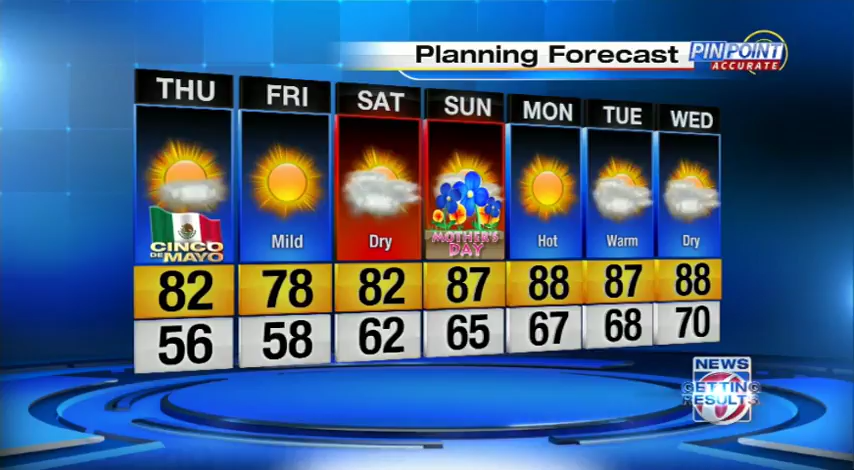 Planning Forecast PINPOINT
ACCURATE
THU FRI SAT SUN MON TUE WED
CINCO
DE MAYO
Mild Dry MOTHER'S Hot Warm Dry
DAY
82 78 82 87 88 87 88
56 58 62 65 67 68 70
NEWS
6
GETTING
RESULTS